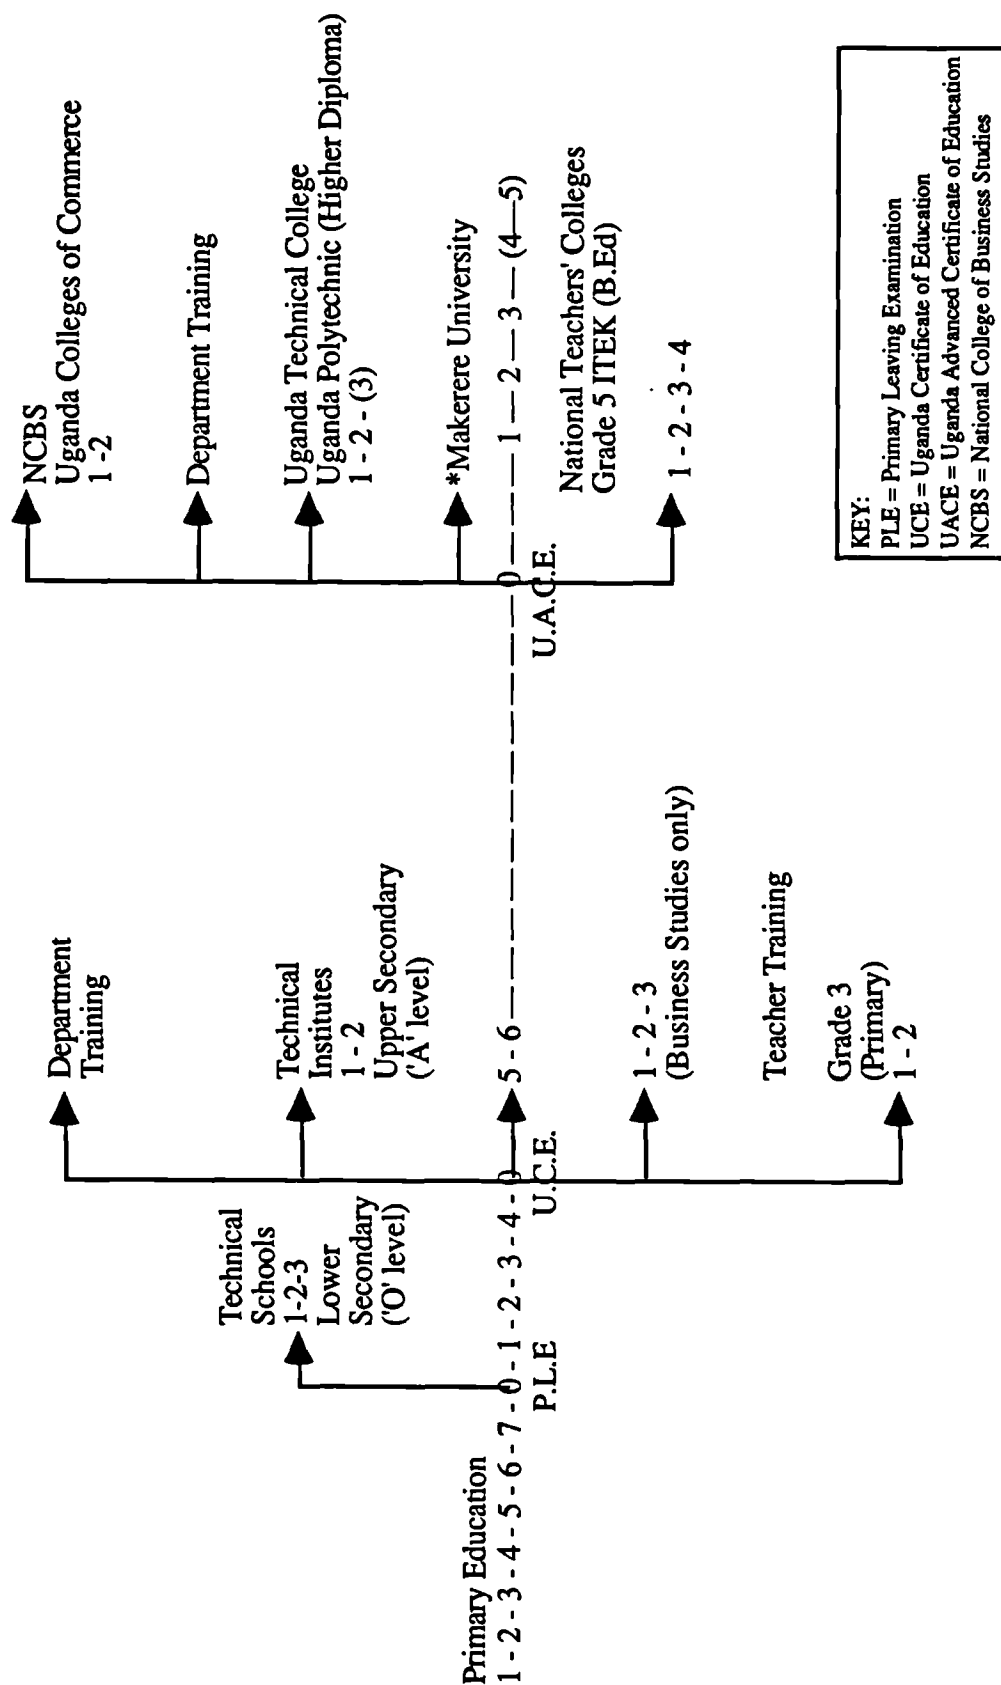 Primary Education
1 - 2 - 3 - 4 - 5 - 6 - 7 - 0 - 1 - 2 - 3 - 4 - 0
P.L.E
Technical
Schools
1-2-3
Lower
Secondary
('O' level)
U.C.E.
Department
Training
Technical
Institutes
1 - 2
Upper Secondary
('A' level)
5 - 6
1 - 2 - 3
(Business Studies only)
Teacher Training
Grade 3
(Primary)
1 - 2
U.A.C.E.
NCBS
Uganda Colleges of Commerce
1 -2
Department Training
Uganda Technical College
Uganda Polytechnic (Higher Diploma)
1 - 2 - (3)
*Makerere University
0 — 1 — 2 — 3 — (4—5)
National Teachers' Colleges
Grade 5 ITEK (B.Ed)
1 - 2 - 3 - 4
KEY:
PLE = Primary Leaving Examination
UCE = Uganda Certificate of Education
UACE = Uganda Advanced Certificate of Education
NCBS = National College of Business Studies